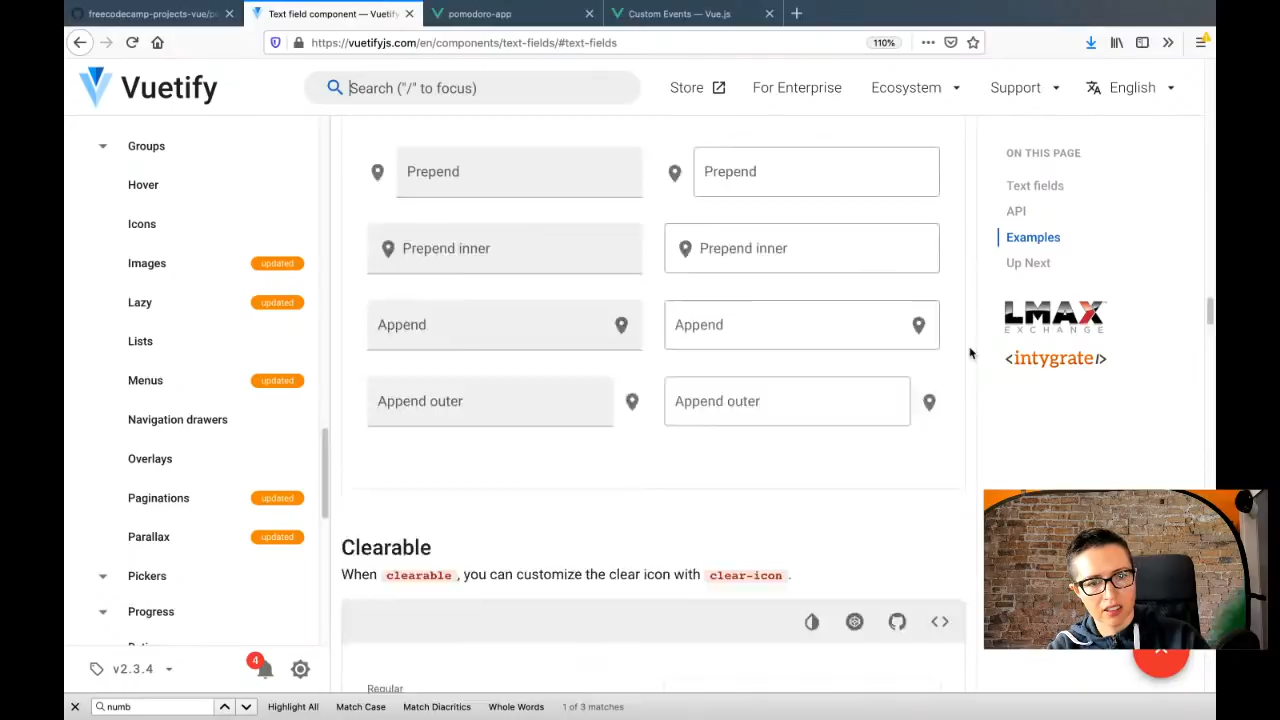 freecodecamp-projects-vue/p
Text field component — Vuetify
pomodoro-app
Custom Events — Vue.js
https://vuetifyjs.com/en/components/text-fields/#text-fields
110%
Vuetify
Search ("/" to focus)
Store
For Enterprise
Ecosystem
Support
English
Groups
Hover
Icons
Images updated
Lazy updated
Lists
Menus updated
Navigation drawers
Overlays
Paginations updated
Parallax updated
Pickers
Progress
v2.3.4
4
Prepend
Prepend
Prepend inner
Prepend inner
Append
Append
Append outer
Append outer
Clearable
When clearable, you can customize the clear icon with clear-icon.
Regular
ON THIS PAGE
Text fields
API
Examples
Up Next
LMAX
EXCHANGE
<intygrate/>
numb
Highlight All
Match Case
Match Diacritics
Whole Words
1 of 3 matches